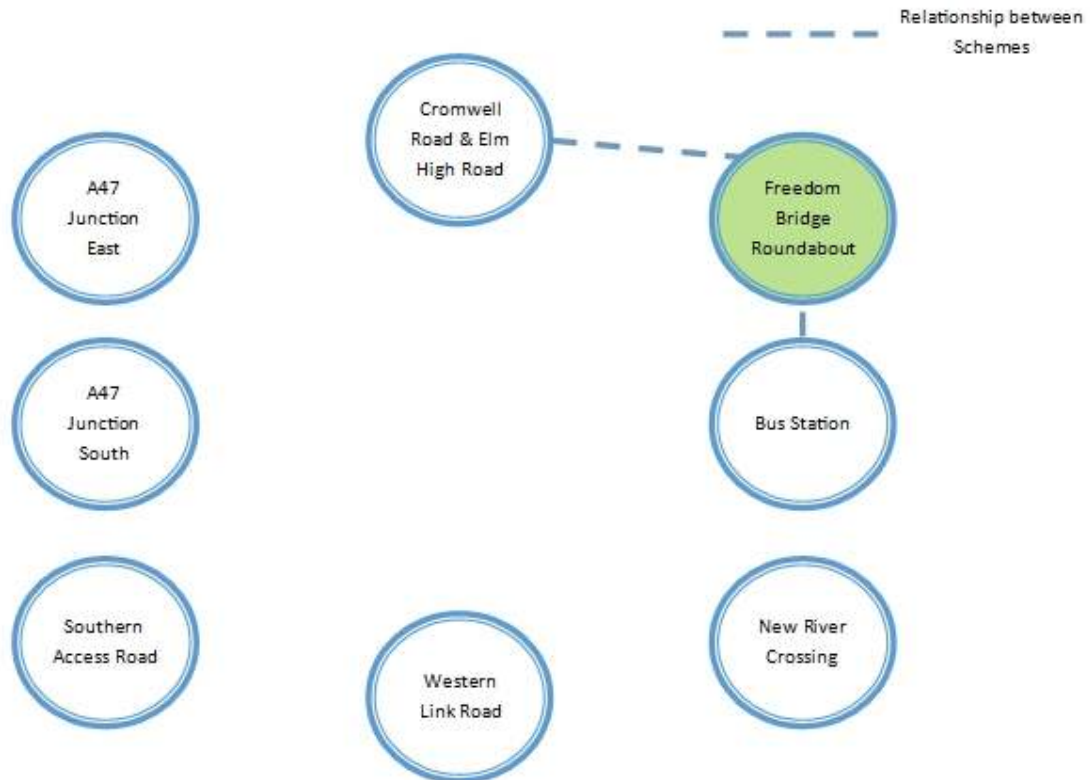 Relationship between
Schemes
Cromwell
Road & Elm
High Road
A47
Junction
East
Freedom
Bridge
Roundabout
A47
Junction
South
Bus Station
Southern
Access Road
Western
Link Road
New River
Crossing